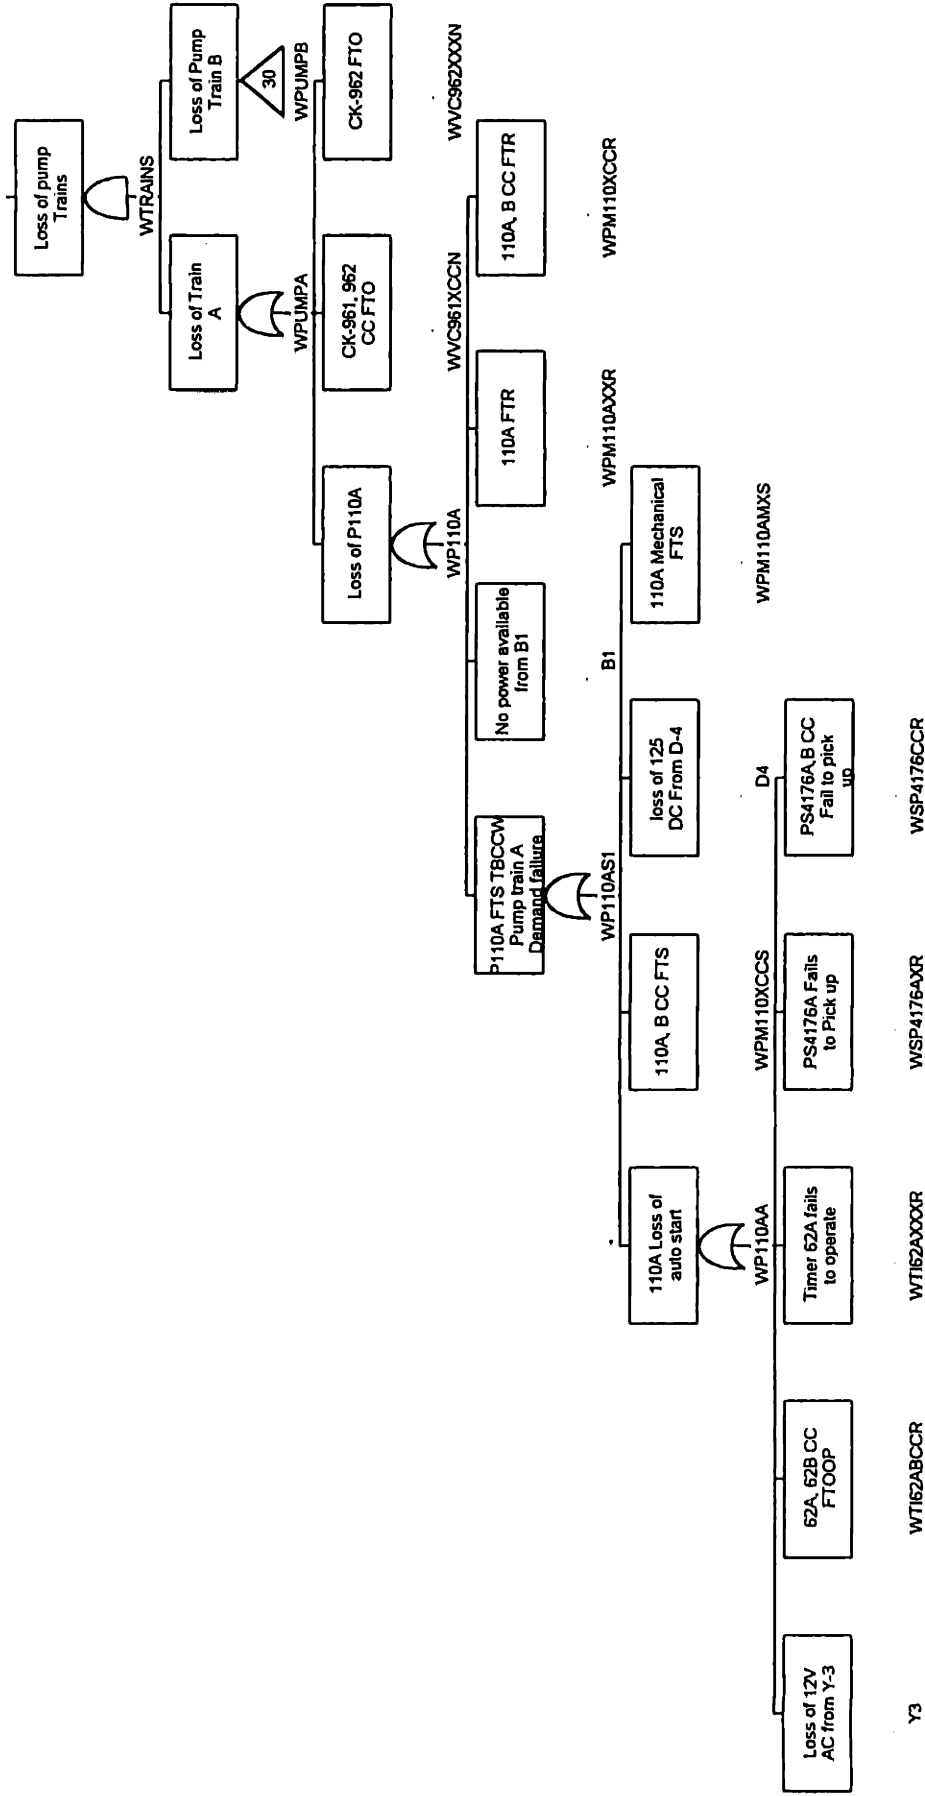 Loss of pump
Trains
WTRAINS
Loss of Train
A
Loss of Pump
Train B
30
WPUMPA
WPUMPB
Loss of P110A
CK-961, 962
CC FTO
CK-962 FTO
WP110A
WVC961XCCN
WVC962XXXN
P110A FTS TBCCW
Pump train A
Demand failure
No power available
from B1
110A FTR
110A, B CC FTR
WP110AS1
B1
WPM110AXXR
WPM110XCCR
110A Loss of
auto start
110A, B CC FTS
loss of 125
DC From D-4
110A Mechanical
FTS
WP110AA
WPM110XCCS
D4
WPM110AMXS
Loss of 12V
AC from Y-3
62A, 62B CC
FTOOP
Timer 62A fails
to operate
PS4176A Fails
to Pick up
PS4176A,B CC
Fail to pick
up
Y3
WTI62ABCCR
WTI62AXXXR
WSP4176AXR
WSP4176CCR